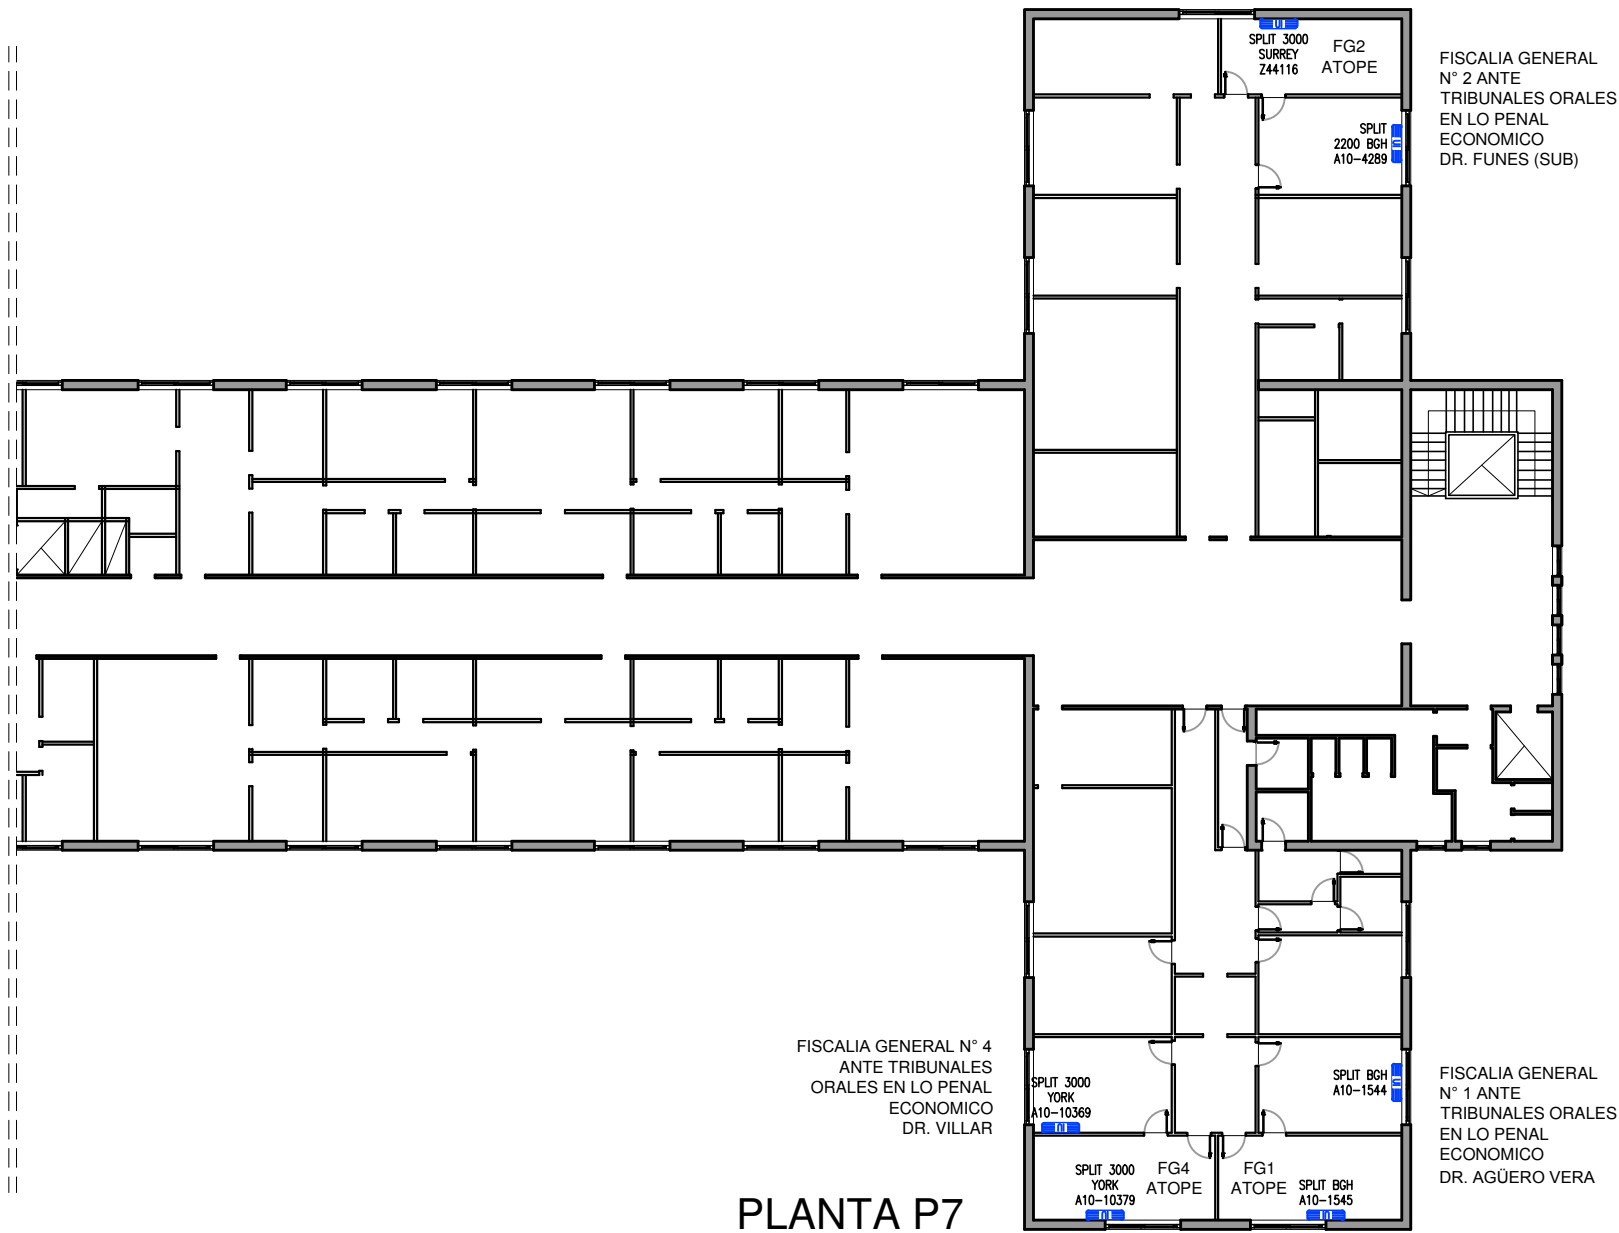 SPLIT 3000
SURREY
Z44116
FG2
ATOPE
FISCALIA GENERAL
N° 2 ANTE
TRIBUNALES ORALES
EN LO PENAL
ECONOMICO
DR. FUNES (SUB)
SPLIT
2200 BGH
A10-4289
FISCALIA GENERAL N° 4
ANTE TRIBUNALES
ORALES EN LO PENAL
ECONOMICO
DR. VILLAR
SPLIT 3000
YORK
A10-10369
SPLIT BGH
A10-1544
FISCALIA GENERAL
N° 1 ANTE
TRIBUNALES ORALES
EN LO PENAL
ECONOMICO
DR. AGÜERO VERA
SPLIT 3000
YORK
A10-10379
FG4
ATOPE
FG1
ATOPE
SPLIT BGH
A10-1545
PLANTA P7